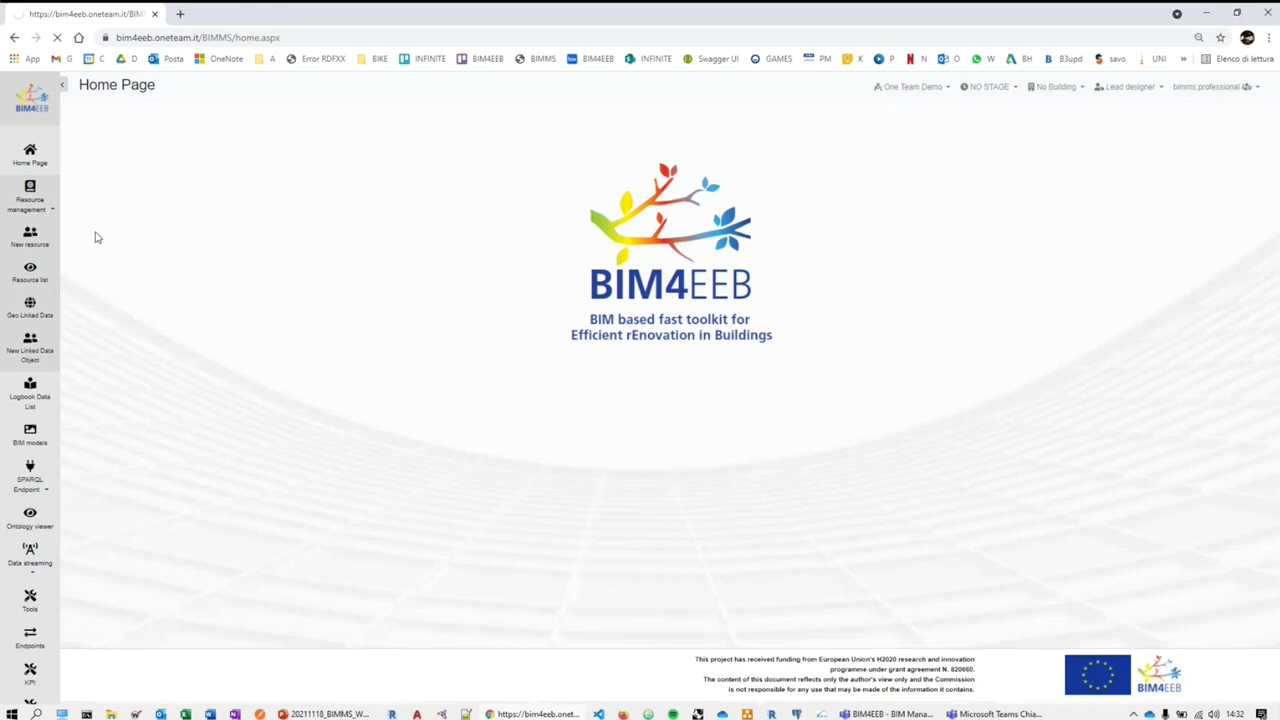 https://bim4eeb.oneteam.it/BIM
bim4eeb.oneteam.it/BIMMS/home.aspx
App
G
C
D
Posta
OneNote
A
Error RDFXX
BIKE
INFINITE
BIM4EEB
BIMMS
BIM4EEB
INFINITE
Swagger UI
GAMES
PM
K
P
N
O
W
BH
B3upd
savo
UNI
»
Elenco di lettura
BIM4EEB
Home Page
One Team Demo
NO STAGE
No Building
Lead designer
bimms.professional
Home Page
Resource
management
New resource
Resource list
Geo Linked Data
New Linked Data
Object
Logbook Data
List
BIM models
SPARQL
Endpoint
Ontology viewer
Data streaming
Tools
Endpoints
KPI
BIM4EEB
BIM based fast toolkit for
Efficient rEnovation in Buildings
This project has received funding from European Union's H2020 research and innovation
programme under grant agreement N. 820660.
The content of this document reflects only the author's view only and the Commission
is not responsible for any use that may be made of the information it contains.
BIM4EEB
20211118_BIMMS_W...
https://bim4eeb.onet...
BIM4EEB - BIM Mana...
Microsoft Teams Chia...
14:32